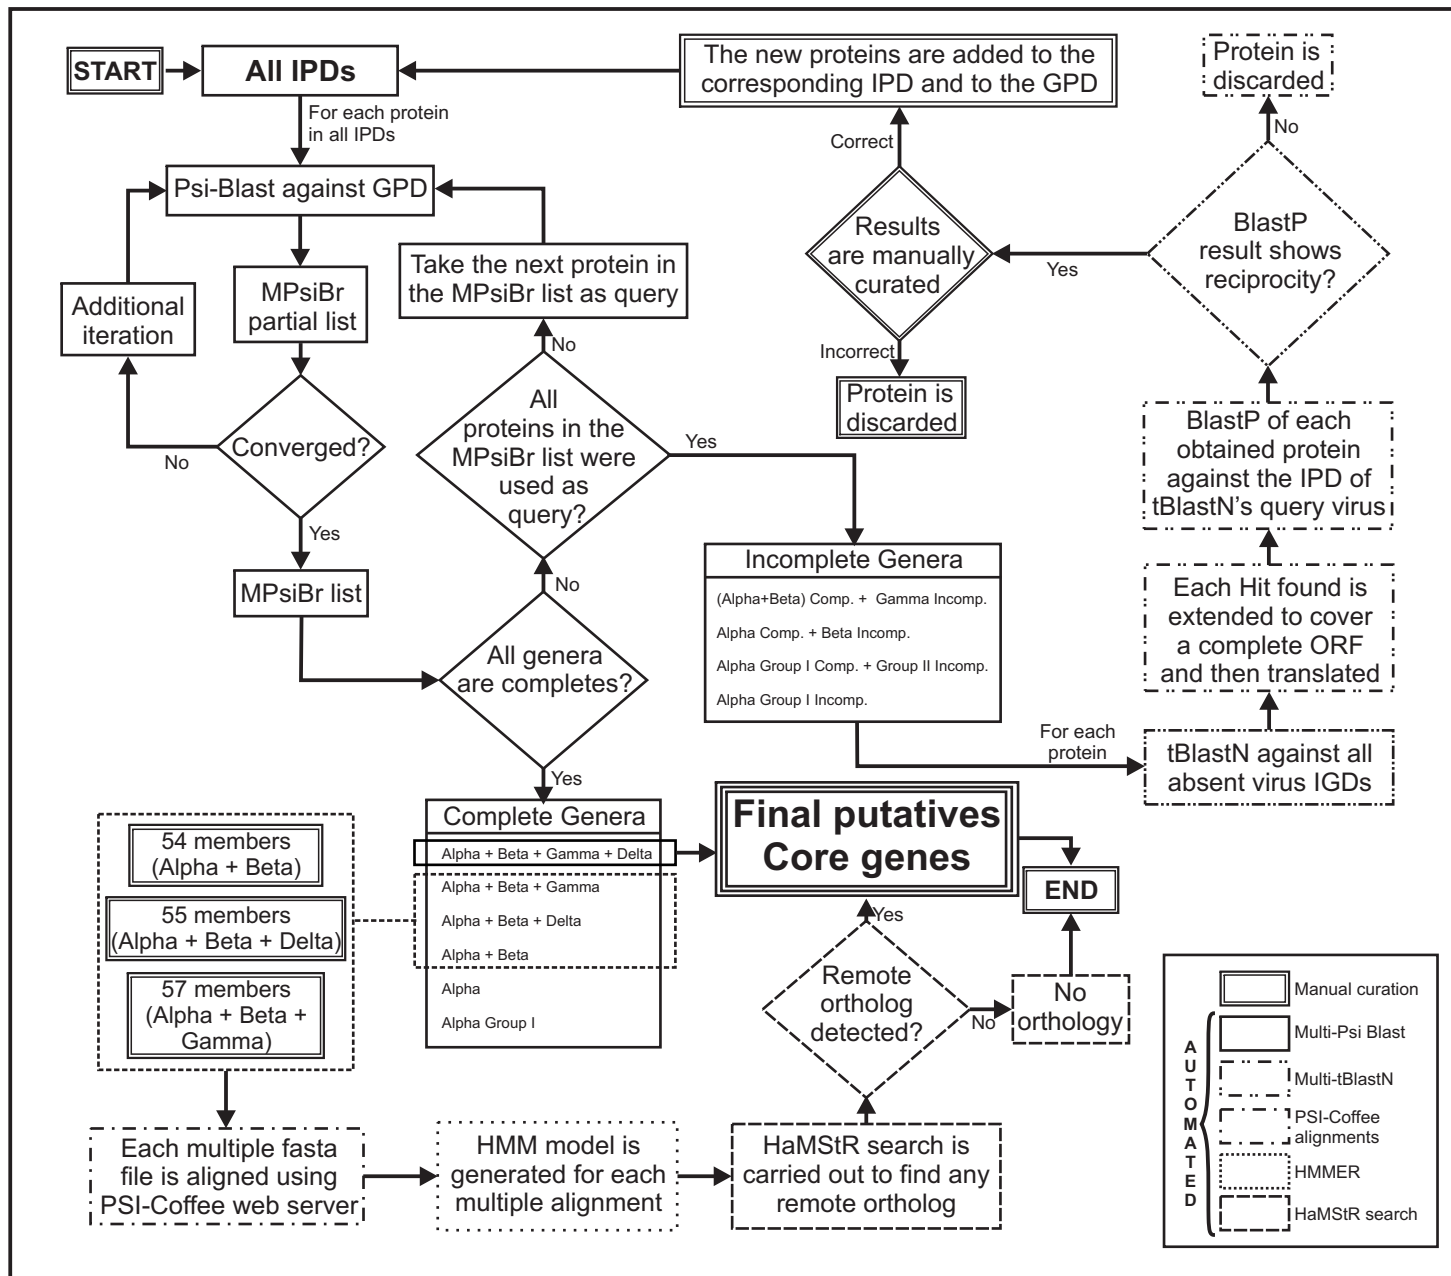 START
All IPDs
The new proteins are added to the
corresponding IPD and to the GPD
Protein is
discarded
For each protein
in all IPDs
Correct
No
Psi-Blast against GPD
Results
are manually
curated
BlastP
result shows
reciprocity?
Yes
Take the next protein in
the MPsiBr list as query
MPsiBr
partial list
Additional
iteration
No
Incorrect
Protein is
discarded
Converged?
No
Yes
All
proteins in the
MPsiBr list were
used as
query?
Yes
BlastP of each
obtained protein
against the IPD of
tBlastN's query virus
MPsiBr list
No
Incomplete Genera
(Alpha+Beta) Comp. + Gamma Incomp.
Alpha Comp. + Beta Incomp.
Alpha Group I Comp. + Group II Incomp.
Alpha Group I Incomp.
Each Hit found is
extended to cover
a complete ORF
and then translated
All genera
are completes?
For each
protein
tBlastN against all
absent virus IGDs
Yes
Complete Genera
Alpha + Beta + Gamma + Delta
Alpha + Beta + Gamma
Alpha + Beta + Delta
Alpha + Beta
Alpha
Alpha Group I
Final putatives
Core genes
END
54 members
(Alpha + Beta)
55 members
(Alpha + Beta + Delta)
57 members
(Alpha + Beta +
Gamma)
Yes
Remote
ortholog
detected?
No
No
orthology
Each multiple fasta
file is aligned using
PSI-Coffee web server
HMM model is
generated for each
multiple alignment
HaMStR search is
carried out to find any
remote ortholog
Manual curation
AUTOMATED
Multi-Psi Blast
Multi-tBlastN
PSI-Coffee
alignments
HMMER
HaMStR search